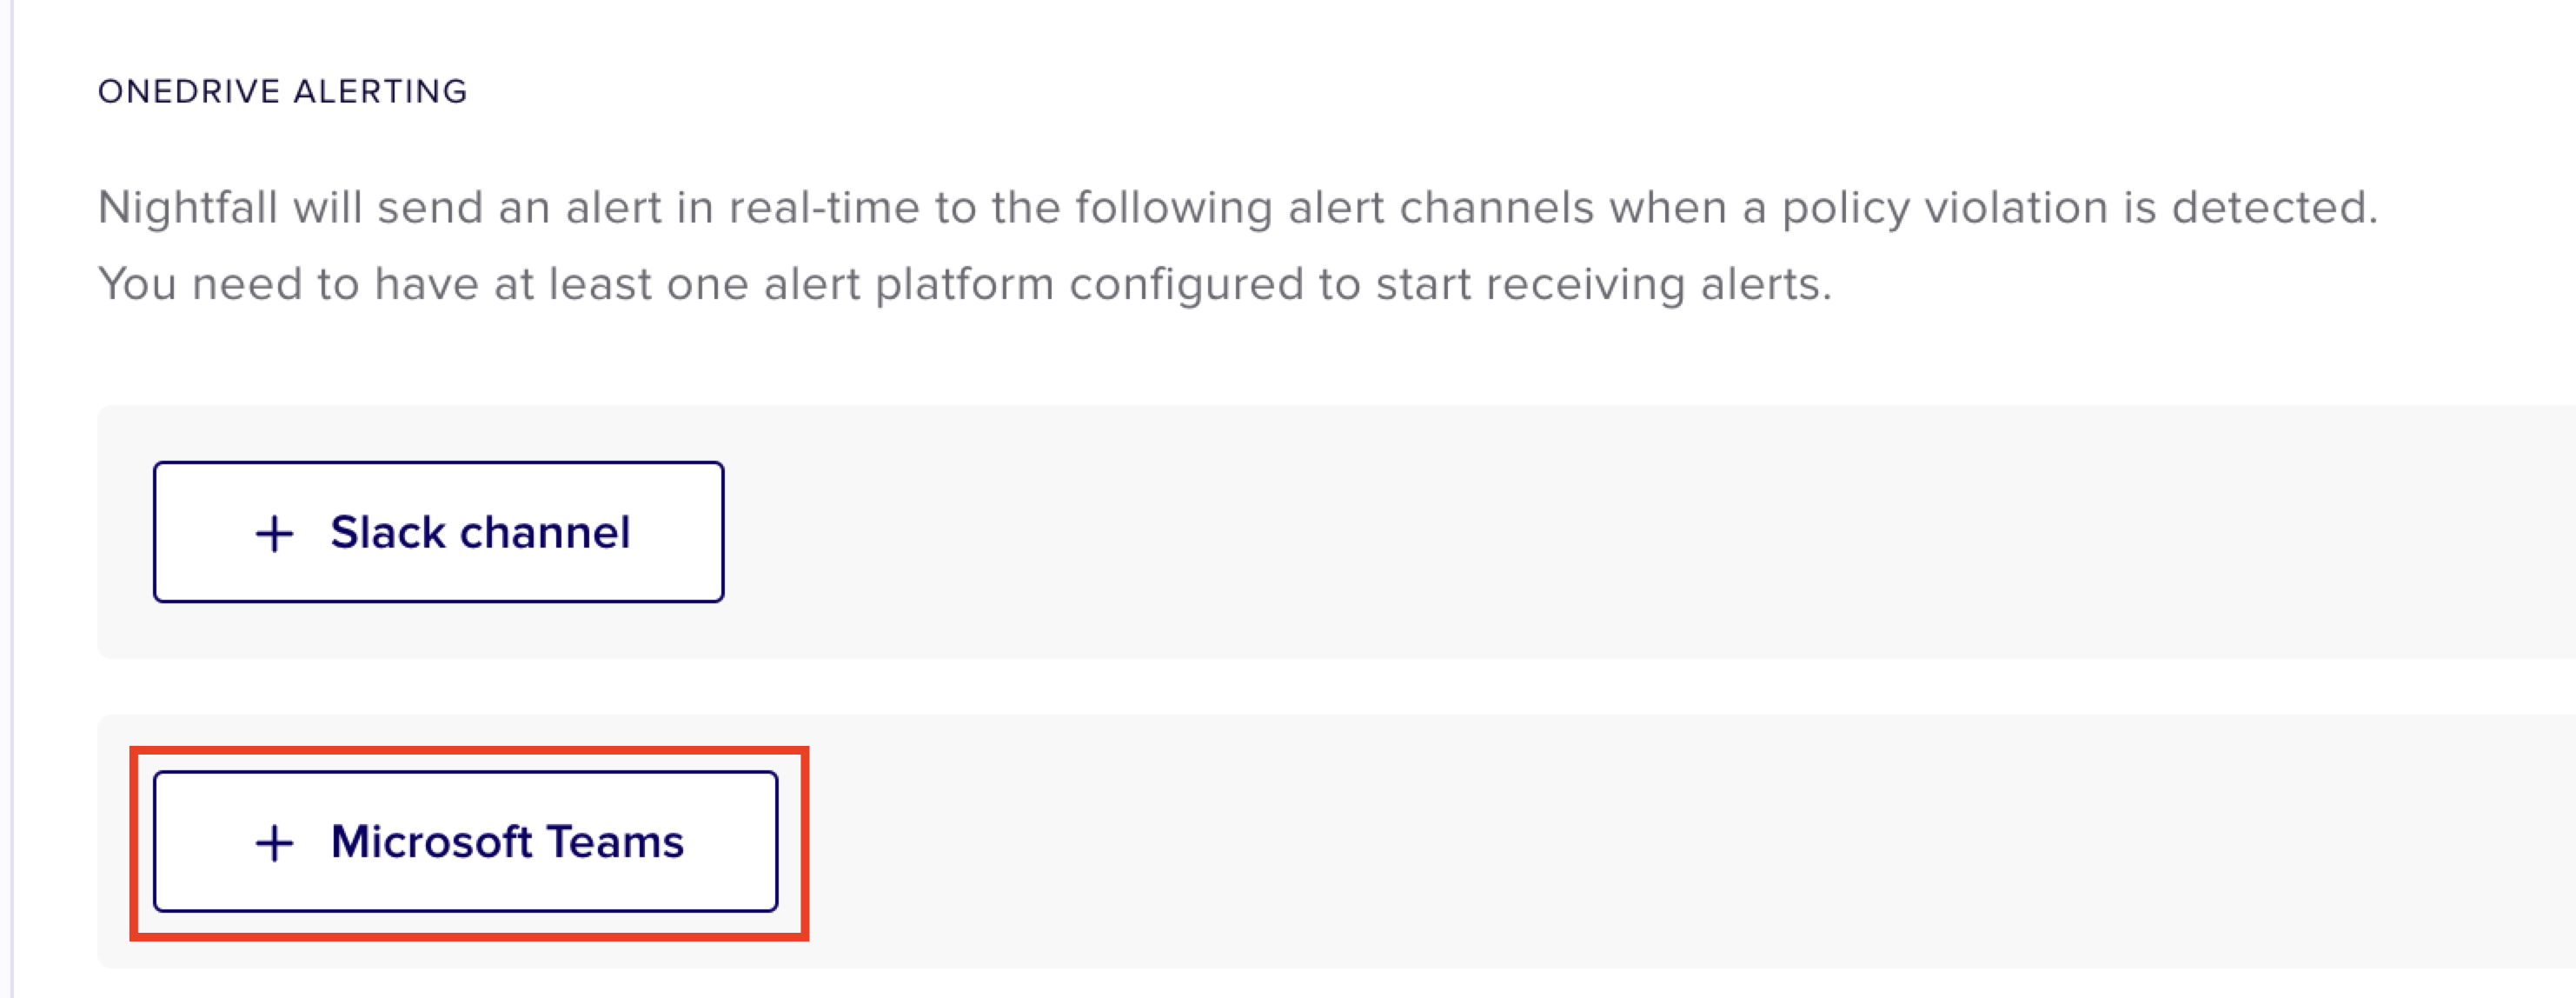 ONEDRIVE ALERTING
Nightfall will send an alert in real-time to the following alert channels when a policy violation is detected.
You need to have at least one alert platform configured to start receiving alerts.
+ Slack channel
+ Microsoft Teams